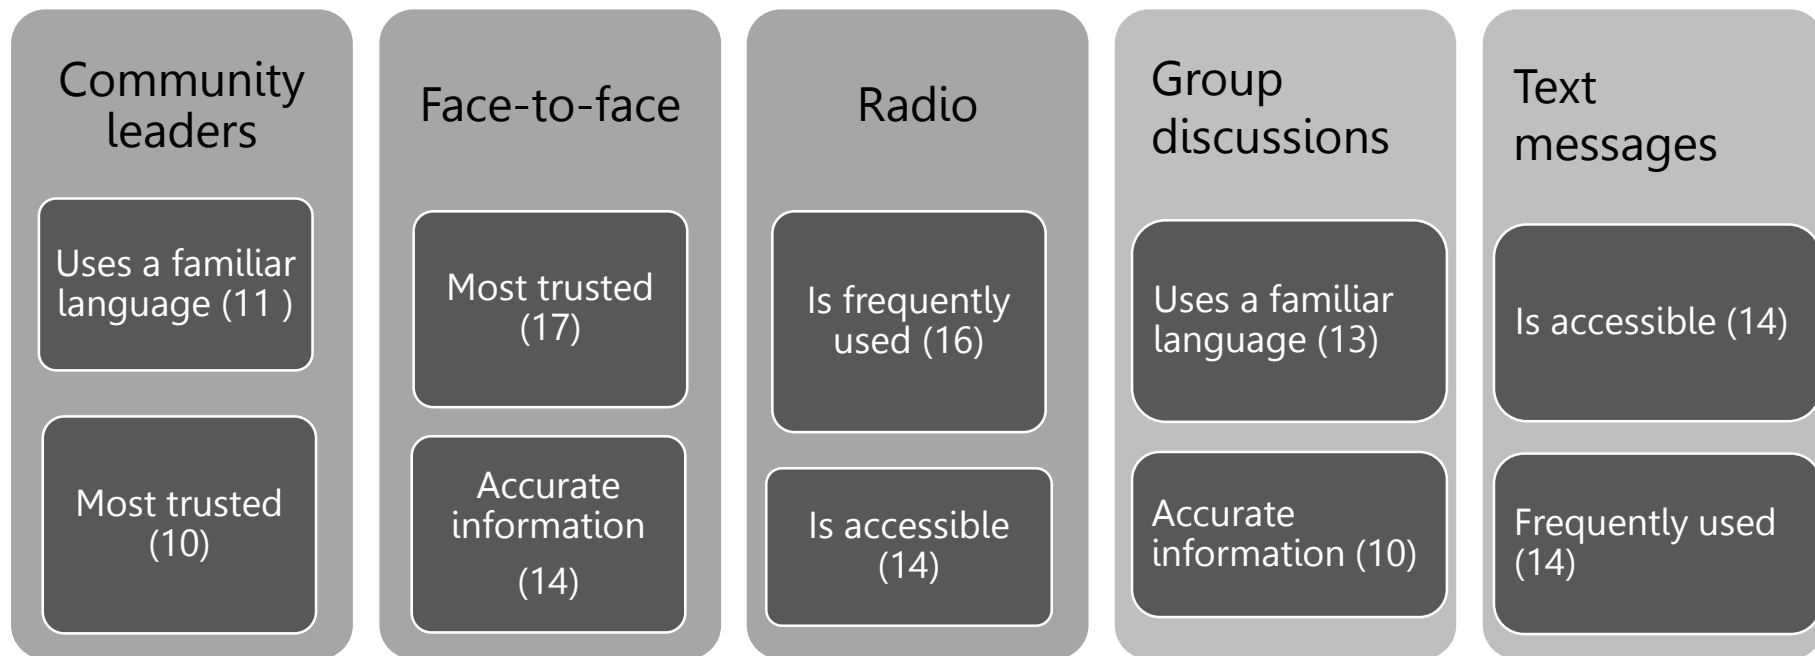 Community
leaders
Uses a familiar
language (11 )
Most trusted
(10)
Face-to-face
Most trusted
(17)
Accurate
information
(14)
Radio
Is frequently
used (16)
Is accessible
(14)
Group
discussions
Uses a familiar
language (13)
Accurate
information (10)
Text
messages
Is accessible (14)
Frequently used
(14)